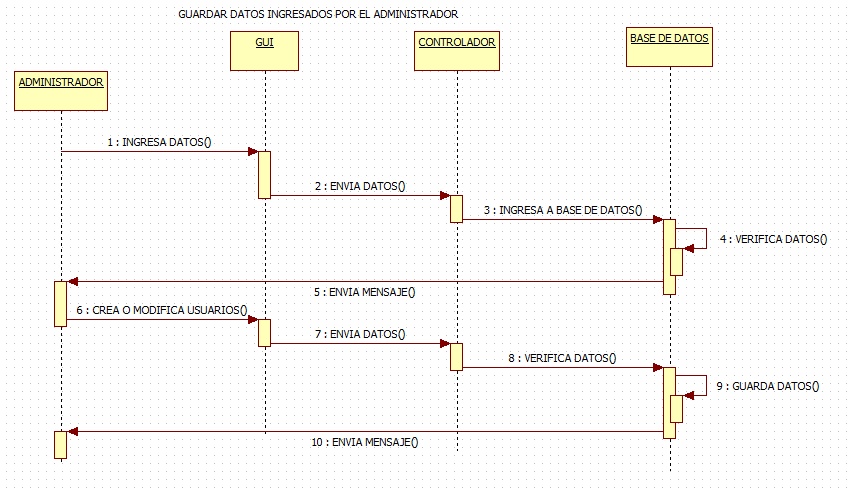 GUARDAR DATOS INGRESADOS POR EL ADMINISTRADOR
ADMINISTRADOR
GUI
CONTROLADOR
BASE DE DATOS
1 : INGRESA DATOS()
2 : ENVIA DATOS()
3 : INGRESA A BASE DE DATOS()
4 : VERIFICA DATOS()
5 : ENVIA MENSAJE()
6 : CREA O MODIFICA USUARIOS()
7 : ENVIA DATOS()
8 : VERIFICA DATOS()
9 : GUARDA DATOS()
10 : ENVIA MENSAJE()